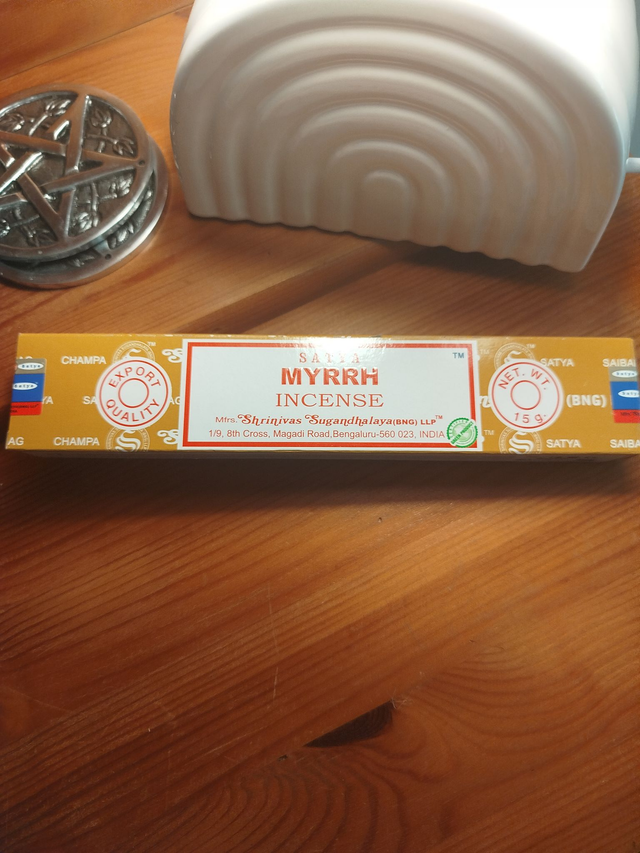 CHAMPA
EXPORT QUALITY
CHAMPA
SATYA
MYRRH
INCENSE
TM
Mfrs. Shrinivas Sugandhalaya (BNG) LLP™
1/9, 8th Cross, Magadi Road, Bengaluru-560 023, INDIA
NET. WT.
15 g.
SATYA
SAIBA
(BNG)
SATYA
SAIBA